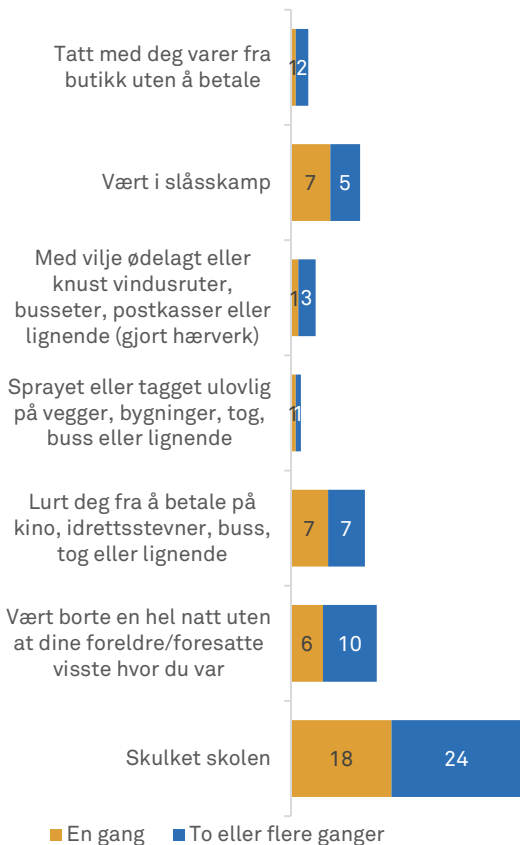 Tatt med deg varer fra
butikk uten å betale
1 2
Vært i slåsskamp
7 5
Med vilje ødelagt eller
knust vindusruter,
busseter, postkasser eller
lignende (gjort hærverk)
1 3
Sprayet eller tagget ulovlig
på vegger, bygninger, tog,
buss eller lignende
1 1
Lurt deg fra å betale på
kino, idrettsstevner, buss,
tog eller lignende
7 7
Vært borte en hel natt uten
at dine foreldre/foresatte
visste hvor du var
6 10
Skulket skolen
18 24
En gang To eller flere ganger